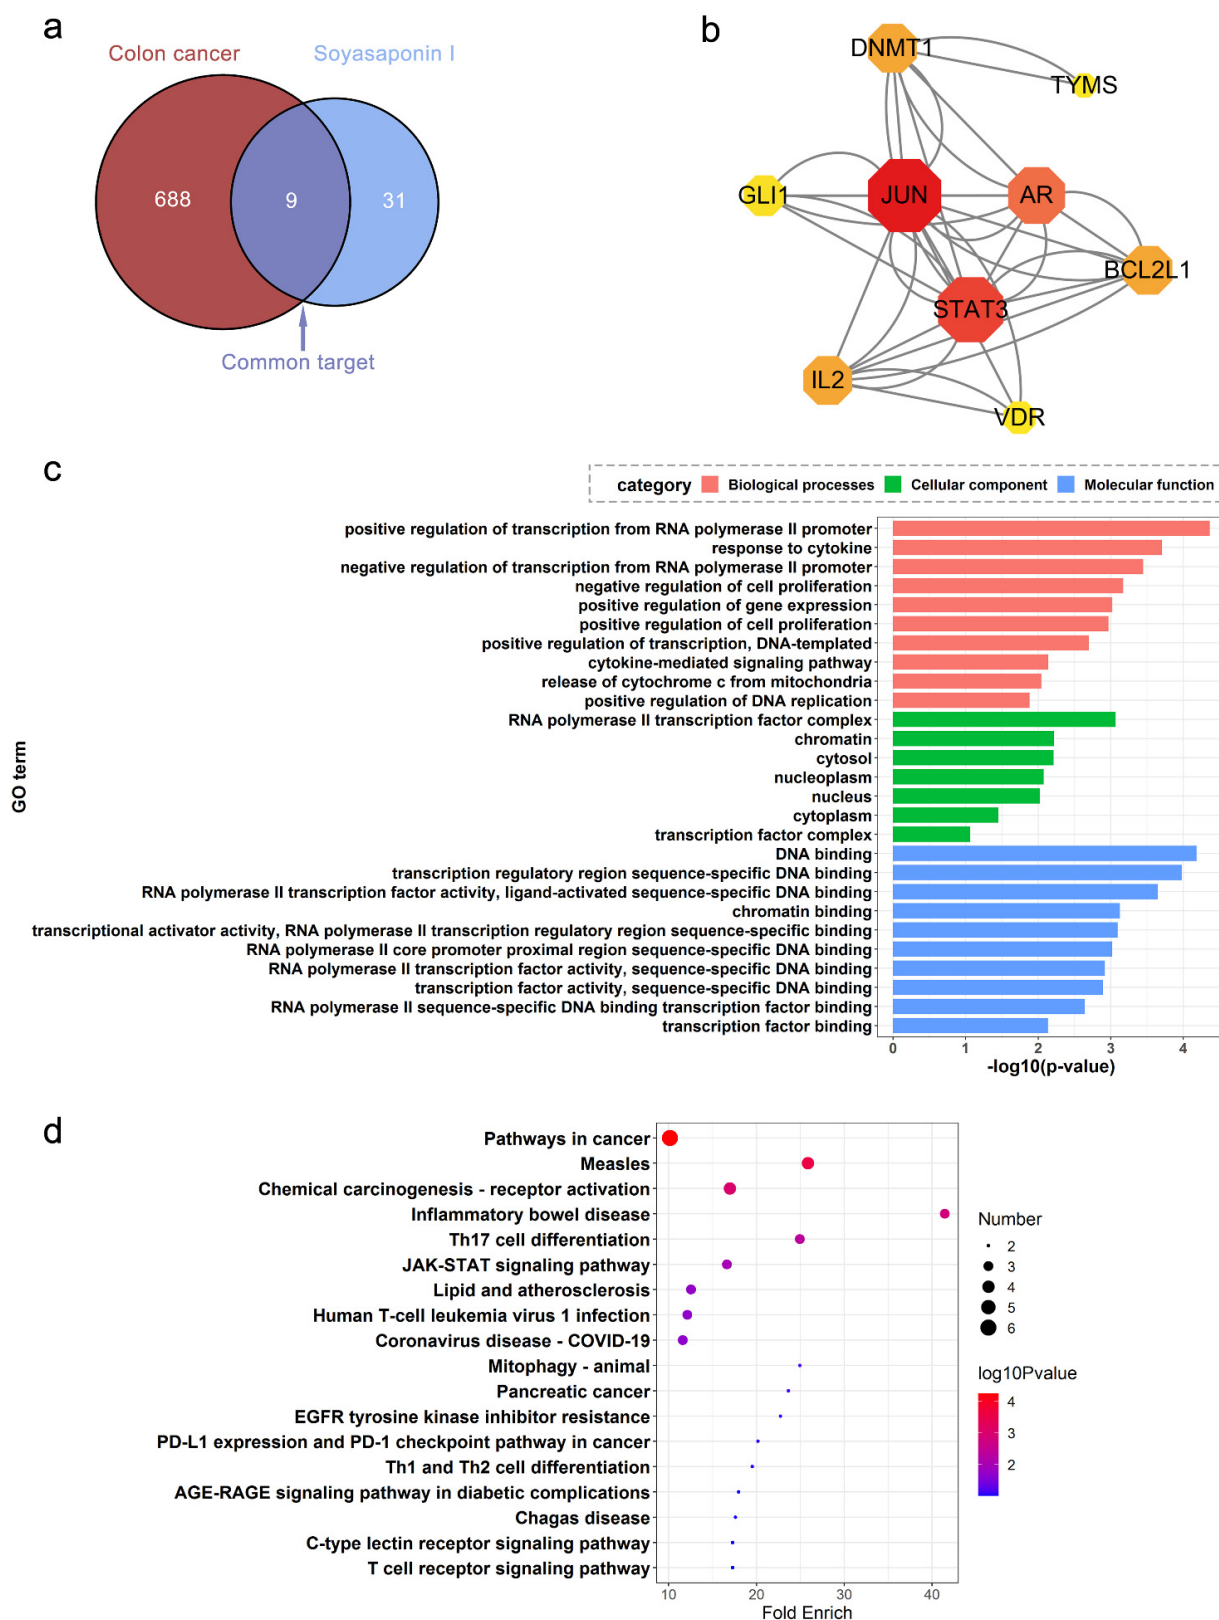 a
Colon cancer
Soyasaponin I
688
9
31
Common target
b
DNMT1
TYMS
GLI1
JUN
AR
BCL2L1
STAT3
IL2
VDR
c
category Biological processes Cellular component Molecular function
GO term
positive regulation of transcription from RNA polymerase II promoter
response to cytokine
negative regulation of transcription from RNA polymerase II promoter
negative regulation of cell proliferation
positive regulation of gene expression
positive regulation of cell proliferation
positive regulation of transcription, DNA-templated
cytokine-mediated signaling pathway
release of cytochrome c from mitochondria
positive regulation of DNA replication
RNA polymerase II transcription factor complex
chromatin
cytosol
nucleoplasm
nucleus
cytoplasm
transcription factor complex
DNA binding
transcription regulatory region sequence-specific DNA binding
RNA polymerase II transcription factor activity, ligand-activated sequence-specific DNA binding
chromatin binding
transcriptional activator activity, RNA polymerase II transcription regulatory region sequence-specific binding
RNA polymerase II core promoter proximal region sequence-specific DNA binding
RNA polymerase II transcription factor activity, sequence-specific DNA binding
transcription factor activity, sequence-specific DNA binding
RNA polymerase II sequence-specific DNA binding transcription factor binding
transcription factor binding
0 1 2 3 4
-log10(p-value)
d
Pathways in cancer
Measles
Chemical carcinogenesis - receptor activation
Inflammatory bowel disease
Th17 cell differentiation
JAK-STAT signaling pathway
Lipid and atherosclerosis
Human T-cell leukemia virus 1 infection
Coronavirus disease - COVID-19
Mitophagy - animal
Pancreatic cancer
EGFR tyrosine kinase inhibitor resistance
PD-L1 expression and PD-1 checkpoint pathway in cancer
Th1 and Th2 cell differentiation
AGE-RAGE signaling pathway in diabetic complications
Chagas disease
C-type lectin receptor signaling pathway
T cell receptor signaling pathway
10 20 30 40
Fold Enrich
Number
2
3
4
5
6
log10Pvalue
4
3
2